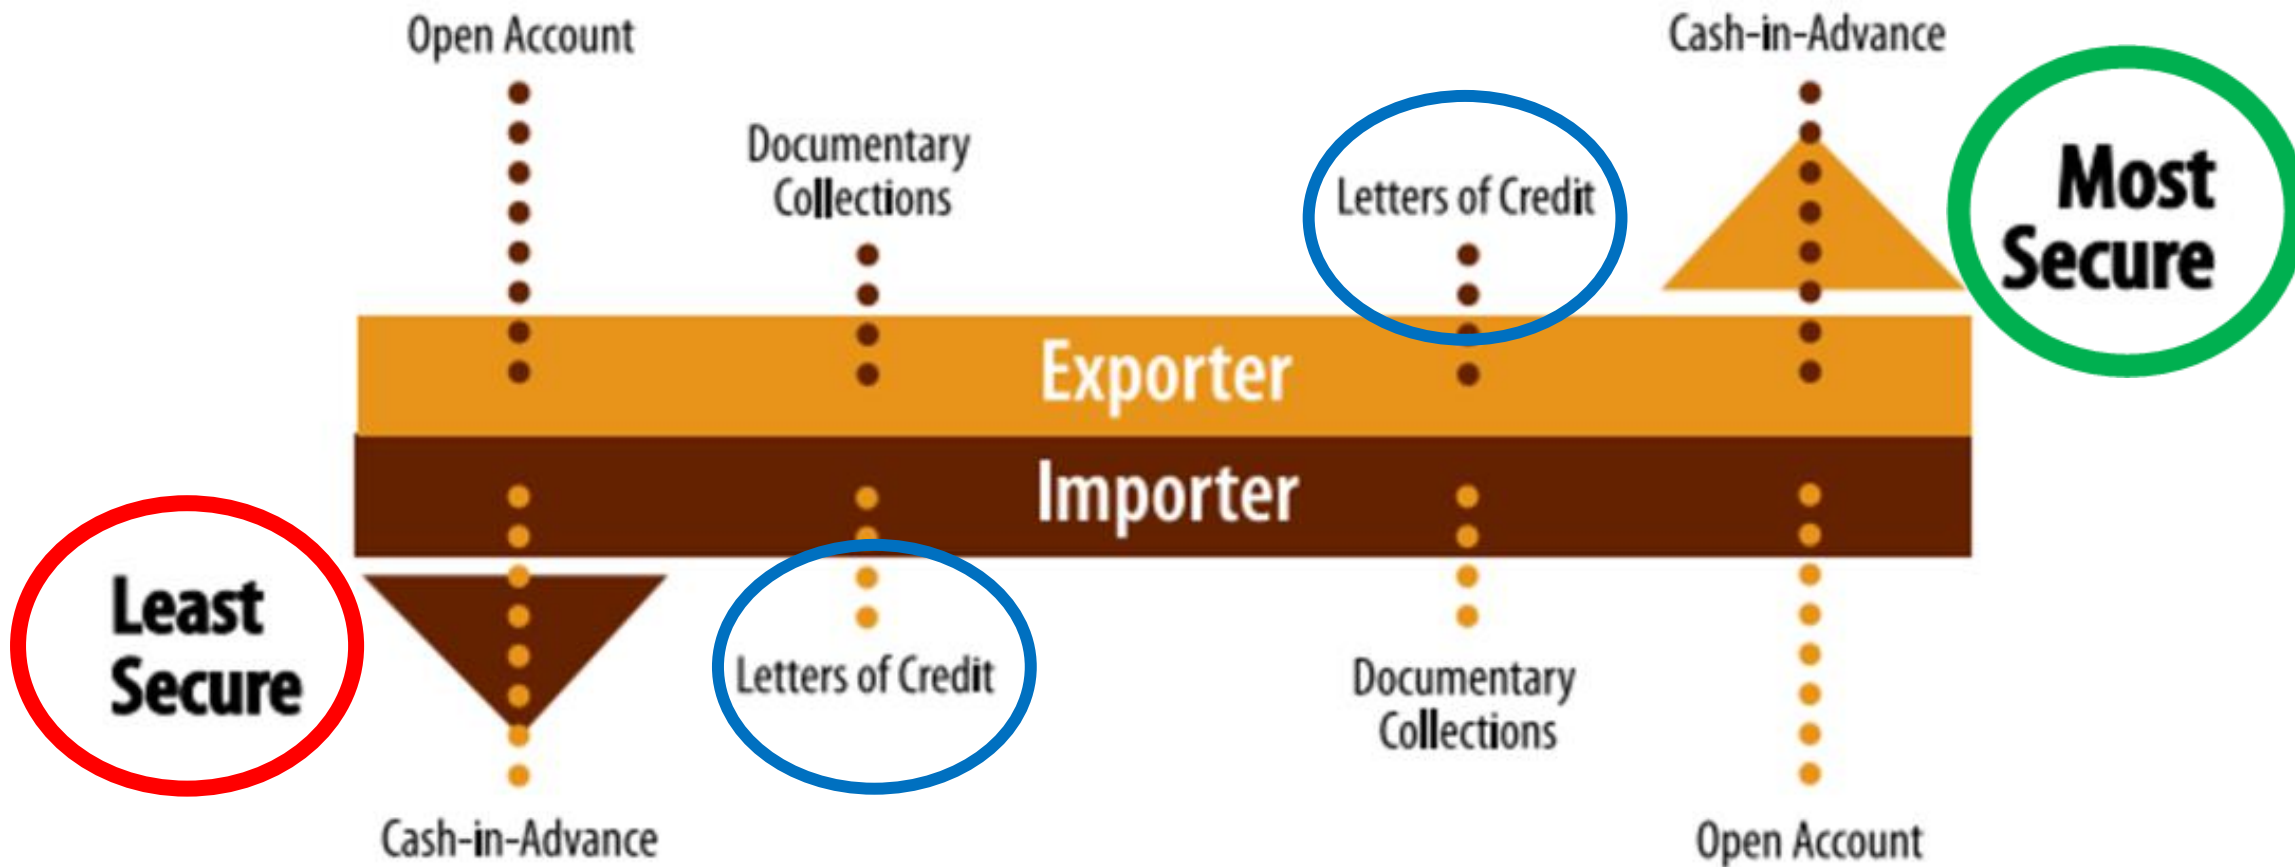 Open Account
Cash-in-Advance
Documentary
Collections
Letters of Credit
Most
Secure
Exporter
Importer
Least
Secure
Letters of Credit
Documentary
Collections
Cash-in-Advance
Open Account